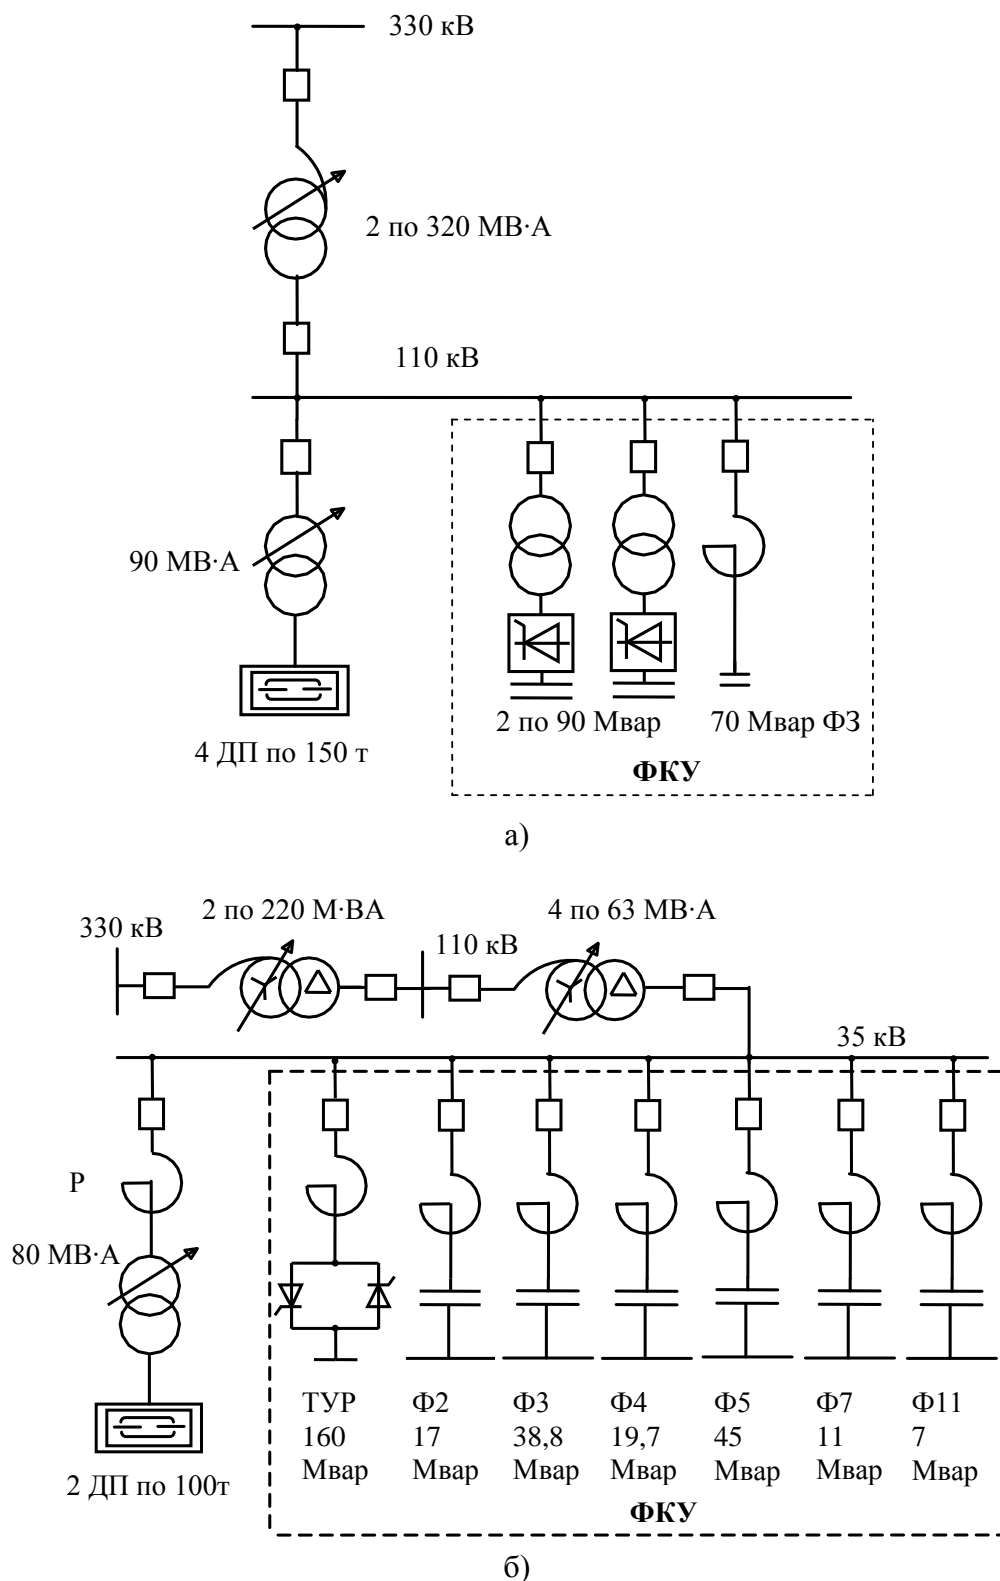 330 кВ
2 по 320 МВ·А
110 кВ
90 МВ·А
2 по 90 Мвар
70 Мвар ФЗ
4 ДП по 150 т
ФКУ
а)
2 по 220 М·ВА
4 по 63 МВ·А
330 кВ
110 кВ
35 кВ
Р
80 МВ·А
ТУР
160
Мвар
Ф2
17
Мвар
Ф3
38,8
Мвар
Ф4
19,7
Мвар
Ф5
45
Мвар
Ф7
11
Мвар
Ф11
7
Мвар
2 ДП по 100т
ФКУ
б)